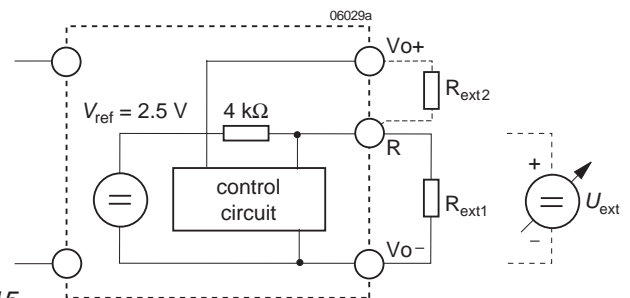 06029a
Vo+
Rext2
Vref = 2.5 V
4 kΩ
R
control
circuit
Rext1
+
Uext
–
Vo–